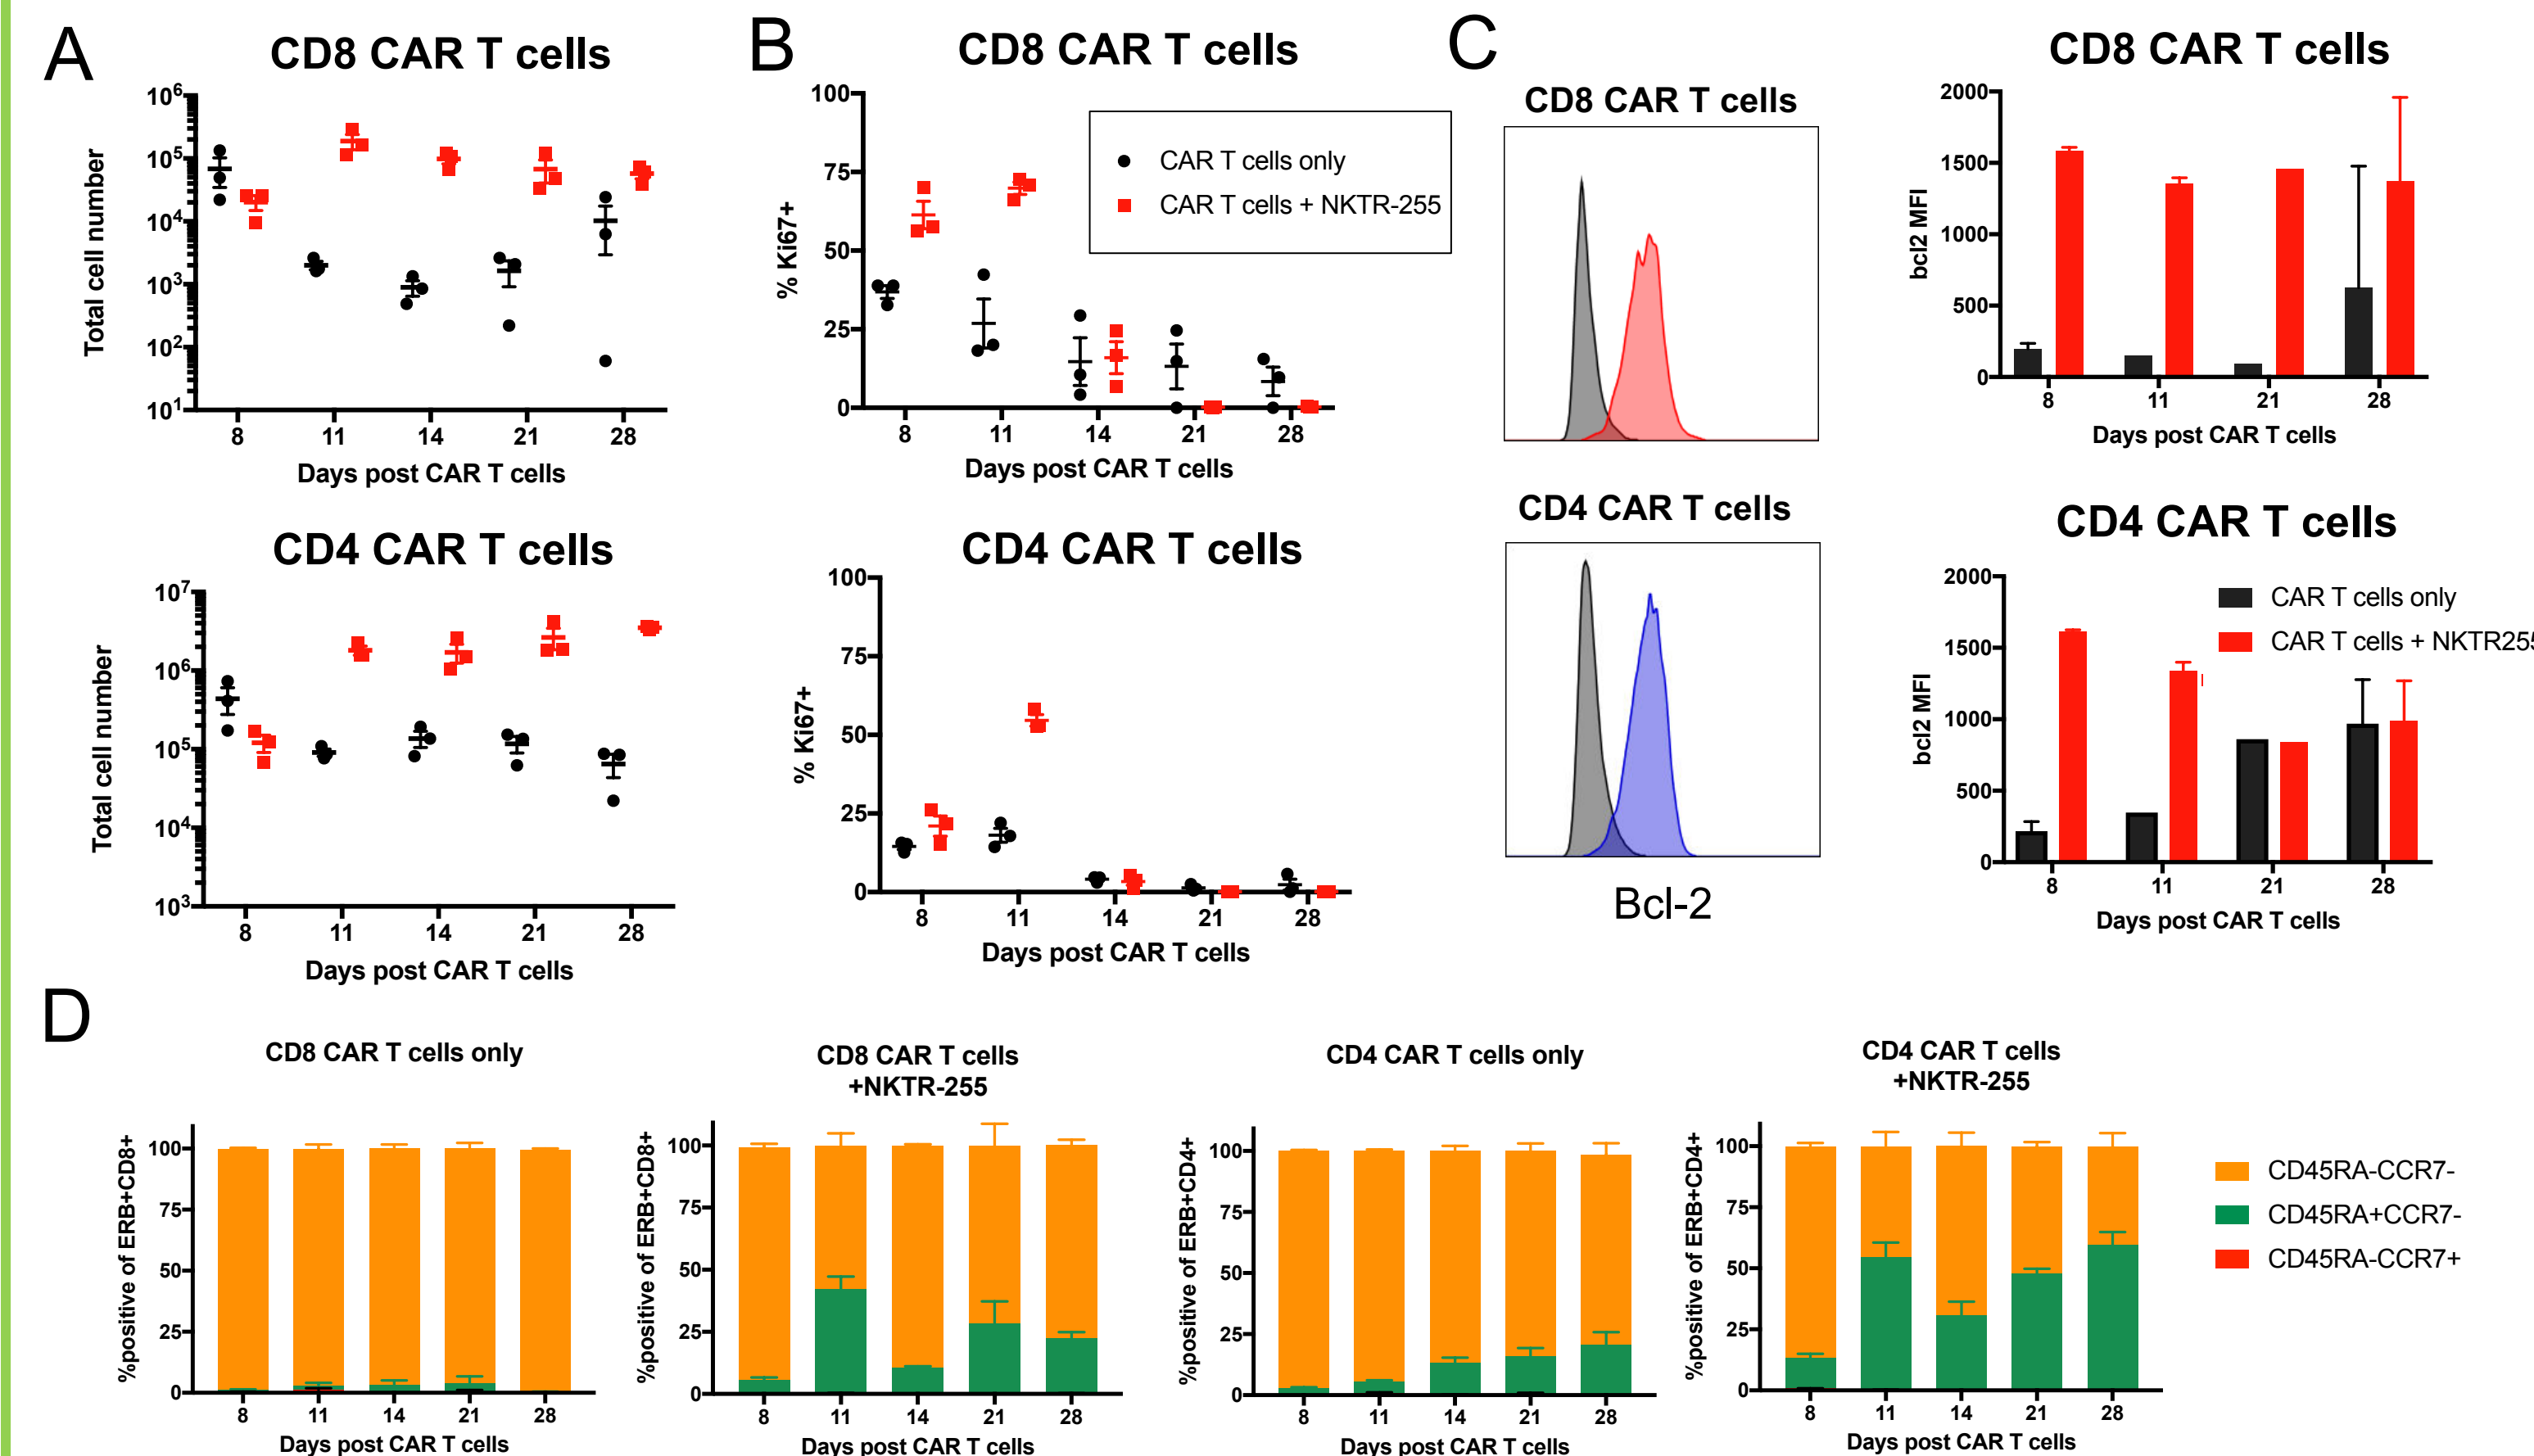 A
CD8 CAR T cells
Total cell number
10^6
10^5
10^4
10^3
10^2
10^1
8 11 14 21 28
Days post CAR T cells
CD4 CAR T cells
Total cell number
10^7
10^6
10^5
10^4
10^3
8 11 14 21 28
Days post CAR T cells
B
CD8 CAR T cells
% Ki67+
100
75
50
25
0
CAR T cells only
CAR T cells + NKTR-255
8 11 14 21 28
Days post CAR T cells
CD4 CAR T cells
% Ki67+
100
75
50
25
0
8 11 14 21 28
Days post CAR T cells
C
CD8 CAR T cells
CD4 CAR T cells
Bcl-2
CD8 CAR T cells
bcl2 MFI
2000
1500
1000
500
0
8 11 21 28
Days post CAR T cells
CD4 CAR T cells
bcl2 MFI
2000
1500
1000
500
0
CAR T cells only
CAR T cells + NKTR255
8 11 21 28
Days post CAR T cells
D
CD8 CAR T cells only
%positive of ERB+CD8+
100
75
50
25
0
8 11 14 21 28
Days post CAR T cells
CD8 CAR T cells
+NKTR-255
%positive of ERB+CD8+
100
75
50
25
0
8 11 14 21 28
Days post CAR T cells
CD4 CAR T cells only
%positive of ERB+CD4+
100
75
50
25
0
8 11 14 21 28
Days post CAR T cells
CD4 CAR T cells
+NKTR-255
%positive of ERB+CD4+
100
75
50
25
0
8 11 14 21 28
Days post CAR T cells
CD45RA-CCR7-
CD45RA+CCR7-
CD45RA-CCR7+